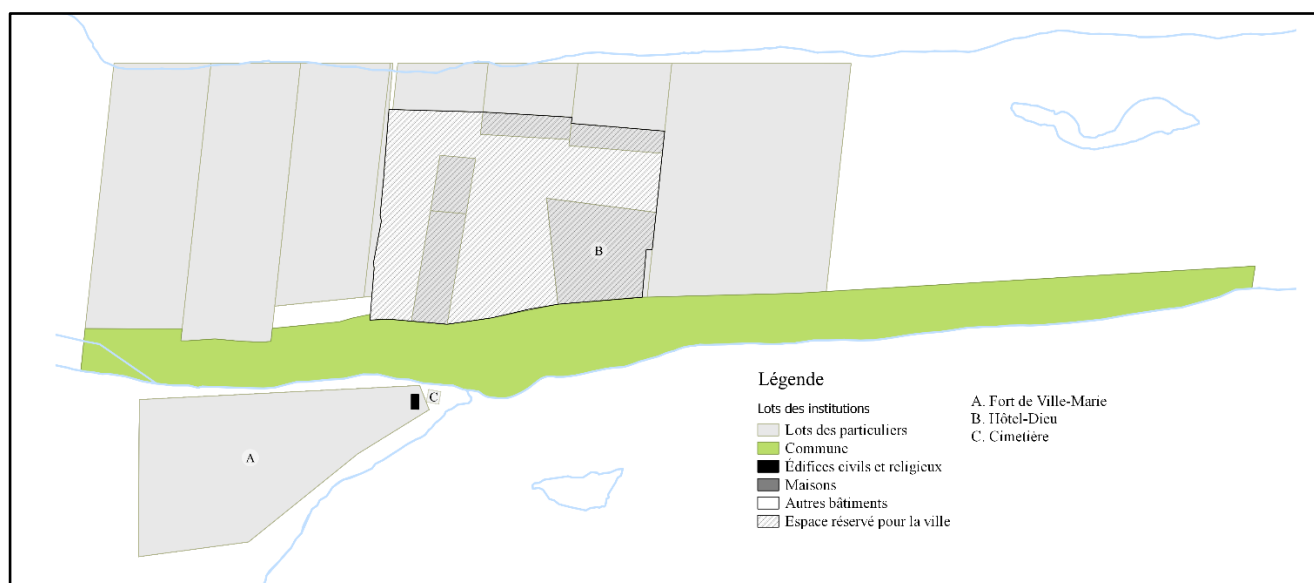 B
C
A
Légende
Lots des institutions
Lots des particuliers
Commune
Édifices civils et religieux
Maisons
Autres bâtiments
Espace réservé pour la ville
A. Fort de Ville-Marie
B. Hôtel-Dieu
C. Cimetière